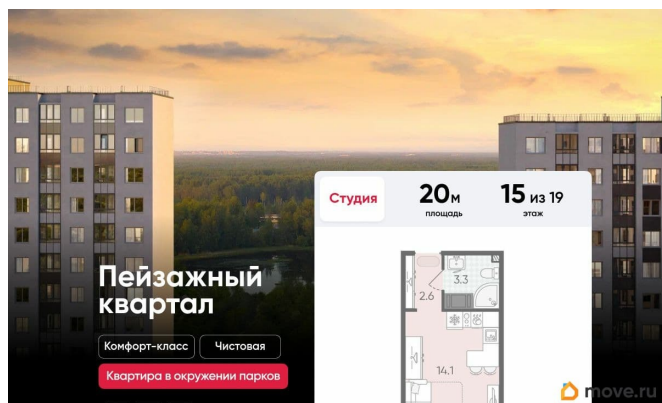 Студия
20м
площадь
15 из 19
этаж
Пейзажный
квартал
Комфорт-класс
Чистовая
Квартира в окружении парков
3.3
2.6
14.1
move.ru